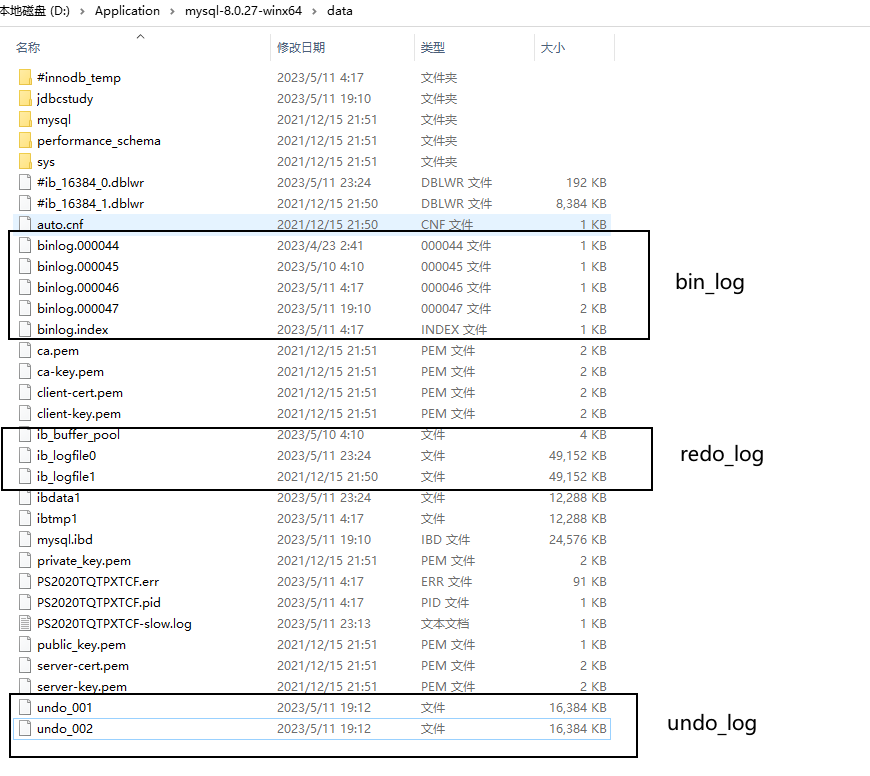 本地磁盘 (D:) › Application › mysql-8.0.27-winx64 › data
名称 修改日期 类型 大小
#innodb_temp 2023/5/11 4:17 文件夹
jdbcstudy 2023/5/11 19:10 文件夹
mysql 2021/12/15 21:51 文件夹
performance_schema 2021/12/15 21:51 文件夹
sys 2021/12/15 21:51 文件夹
#ib_16384_0.dblwr 2023/5/11 23:24 DBLWR 文件 192 KB
#ib_16384_1.dblwr 2021/12/15 21:50 DBLWR 文件 8,384 KB
auto.cnf 2021/12/15 21:50 CNF 文件 1 KB
binlog.000044 2023/4/23 2:41 000044 文件 1 KB
binlog.000045 2023/5/10 4:10 000045 文件 1 KB
binlog.000046 2023/5/11 4:17 000046 文件 1 KB
binlog.000047 2023/5/11 19:10 000047 文件 2 KB
binlog.index 2023/5/11 4:17 INDEX 文件 1 KB
bin_log
ca.pem 2021/12/15 21:51 PEM 文件 2 KB
ca-key.pem 2021/12/15 21:51 PEM 文件 2 KB
client-cert.pem 2021/12/15 21:51 PEM 文件 2 KB
client-key.pem 2021/12/15 21:51 PEM 文件 2 KB
ib_buffer_pool 2023/5/10 4:10 文件 4 KB
ib_logfile0 2023/5/11 23:24 文件 49,152 KB
ib_logfile1 2021/12/15 21:50 文件 49,152 KB
redo_log
ibdata1 2023/5/11 23:24 文件 12,288 KB
ibtmp1 2023/5/11 4:17 文件 12,288 KB
mysql.ibd 2023/5/11 19:10 IBD 文件 24,576 KB
private_key.pem 2021/12/15 21:51 PEM 文件 2 KB
PS2020TQTPXTCF.err 2023/5/11 4:17 ERR 文件 91 KB
PS2020TQTPXTCF.pid 2023/5/11 4:17 PID 文件 1 KB
PS2020TQTPXTCF-slow.log 2023/5/11 23:13 文本文档 1 KB
public_key.pem 2021/12/15 21:51 PEM 文件 1 KB
server-cert.pem 2021/12/15 21:51 PEM 文件 2 KB
server-key.pem 2021/12/15 21:51 PEM 文件 2 KB
undo_001 2023/5/11 19:12 文件 16,384 KB
undo_002 2023/5/11 19:12 文件 16,384 KB
undo_log